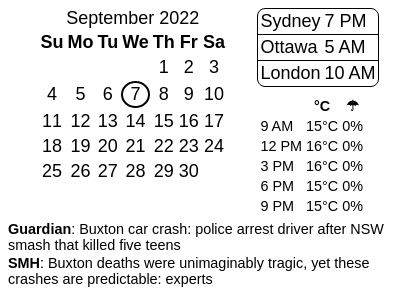 September 2022
Su Mo Tu We Th Fr Sa
1 2 3
4 5 6 7 8 9 10
11 12 13 14 15 16 17
18 19 20 21 22 23 24
25 26 27 28 29 30
Sydney 7 PM
Ottawa 5 AM
London 10 AM
°C ☂
9 AM 15°C 0%
12 PM 16°C 0%
3 PM 16°C 0%
6 PM 15°C 0%
9 PM 15°C 0%
Guardian: Buxton car crash: police arrest driver after NSW
smash that killed five teens
SMH: Buxton deaths were unimaginably tragic, yet these
crashes are predictable: experts